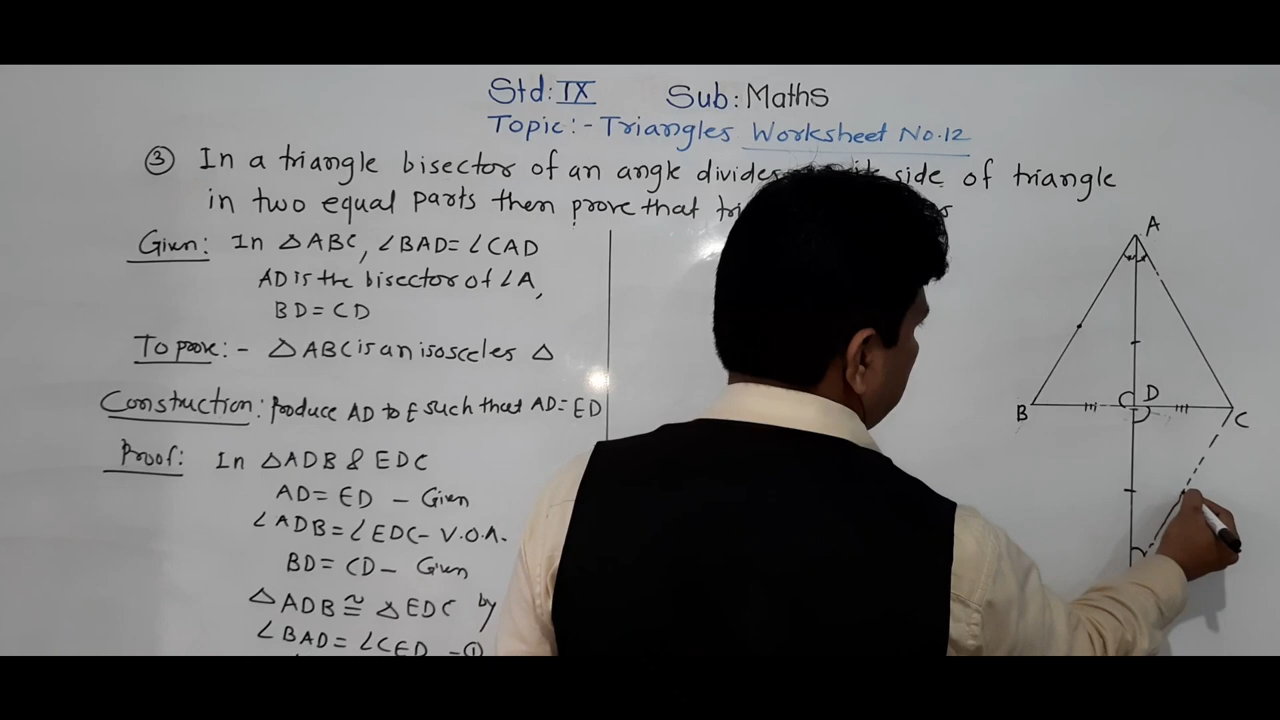 Std: IX Sub: Maths
Topic:- Triangles Worksheet No.12
③ In a triangle bisector of an angle divides side of triangle
in two equal parts then prove that
Given: In △ABC, ∠BAD = ∠CAD
AD is the bisector of ∠A,
BD = CD
To prove:- △ABC is an isosceles △
Construction: produce AD to E such that AD = ED
Proof: In △ADB & EDC
AD = ED - Given
∠ADB = ∠EDC - V.O.A.
BD = CD - Given
△ADB ≅ △EDC by
∠BAD = ∠CED - ①
A
B
D
C